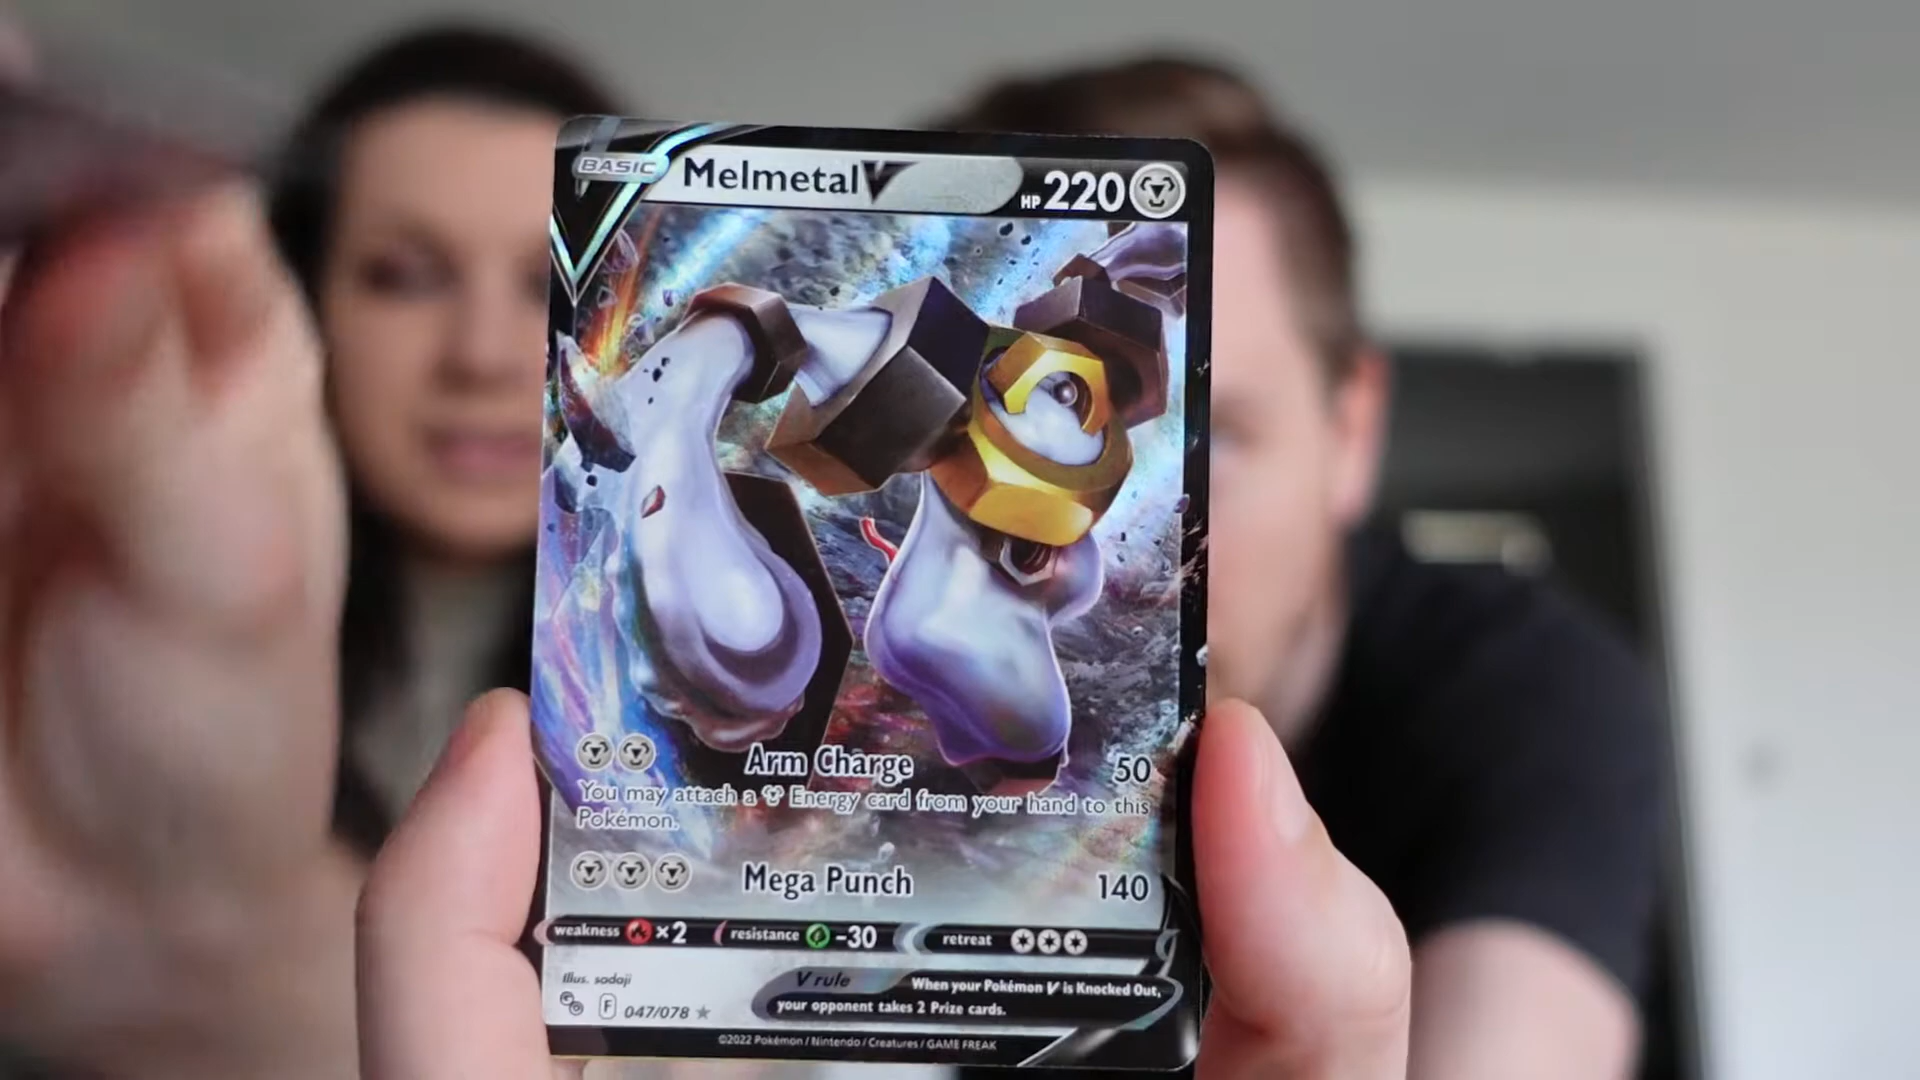 BASIC
MelmetalV HP 220
Arm Charge 50
You may attach a Energy card from your hand to this
Pokémon.
Mega Punch 140
weakness ×2 resistance -30 retreat
Illus. sadaji
V rule When your Pokémon V is Knocked Out,
your opponent takes 2 Prize cards.
F 047/078
©2022 Pokémon / Nintendo / Creatures / GAME FREAK